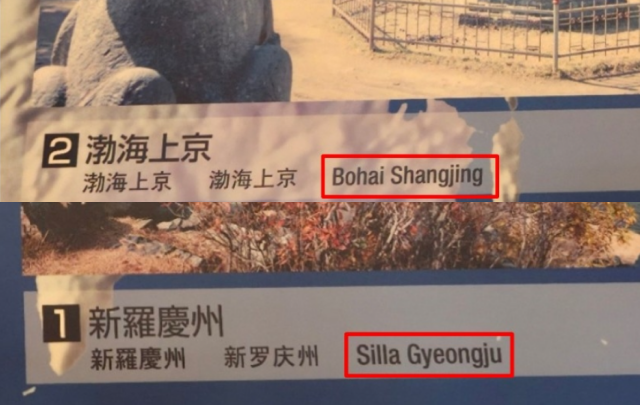 2 渤海上京
渤海上京 渤海上京 Bohai Shangjing
1 新羅慶州
新羅慶州 新罗庆州 Silla Gyeongju